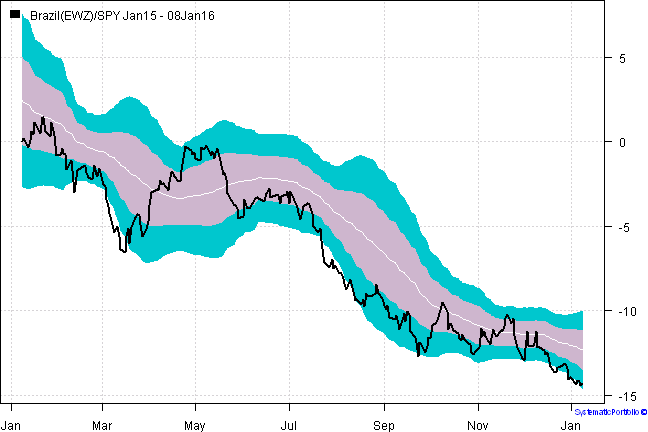 Brazil(EWZ)/SPY Jan15 - 08Jan16
5
0
-5
-10
-15
Jan Mar May Jul Sep Nov Jan
SystematicPortfolio ©